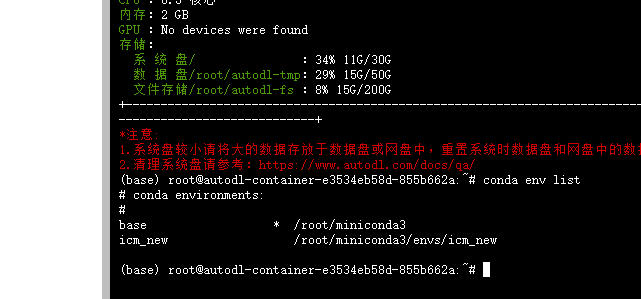 CPU : 0.5 核心
内存: 2 GB
GPU : No devices were found
存储:
系 统 盘/ : 34% 11G/30G
数 据 盘/root/autodl-tmp: 29% 15G/50G
文件存储/root/autodl-fs : 8% 15G/200G
+----------------------------------------------------------------------
---------------------------+
*注意:
1.系统盘较小请将大的数据存放于数据盘或网盘中，重置系统时数据盘和网盘中的数
2.清理系统盘请参考：https://www.autodl.com/docs/qa/
(base) root@autodl-container-e3534eb58d-855b662a:~# conda env list
# conda environments:
#
base * /root/miniconda3
icm_new /root/miniconda3/envs/icm_new
(base) root@autodl-container-e3534eb58d-855b662a:~#